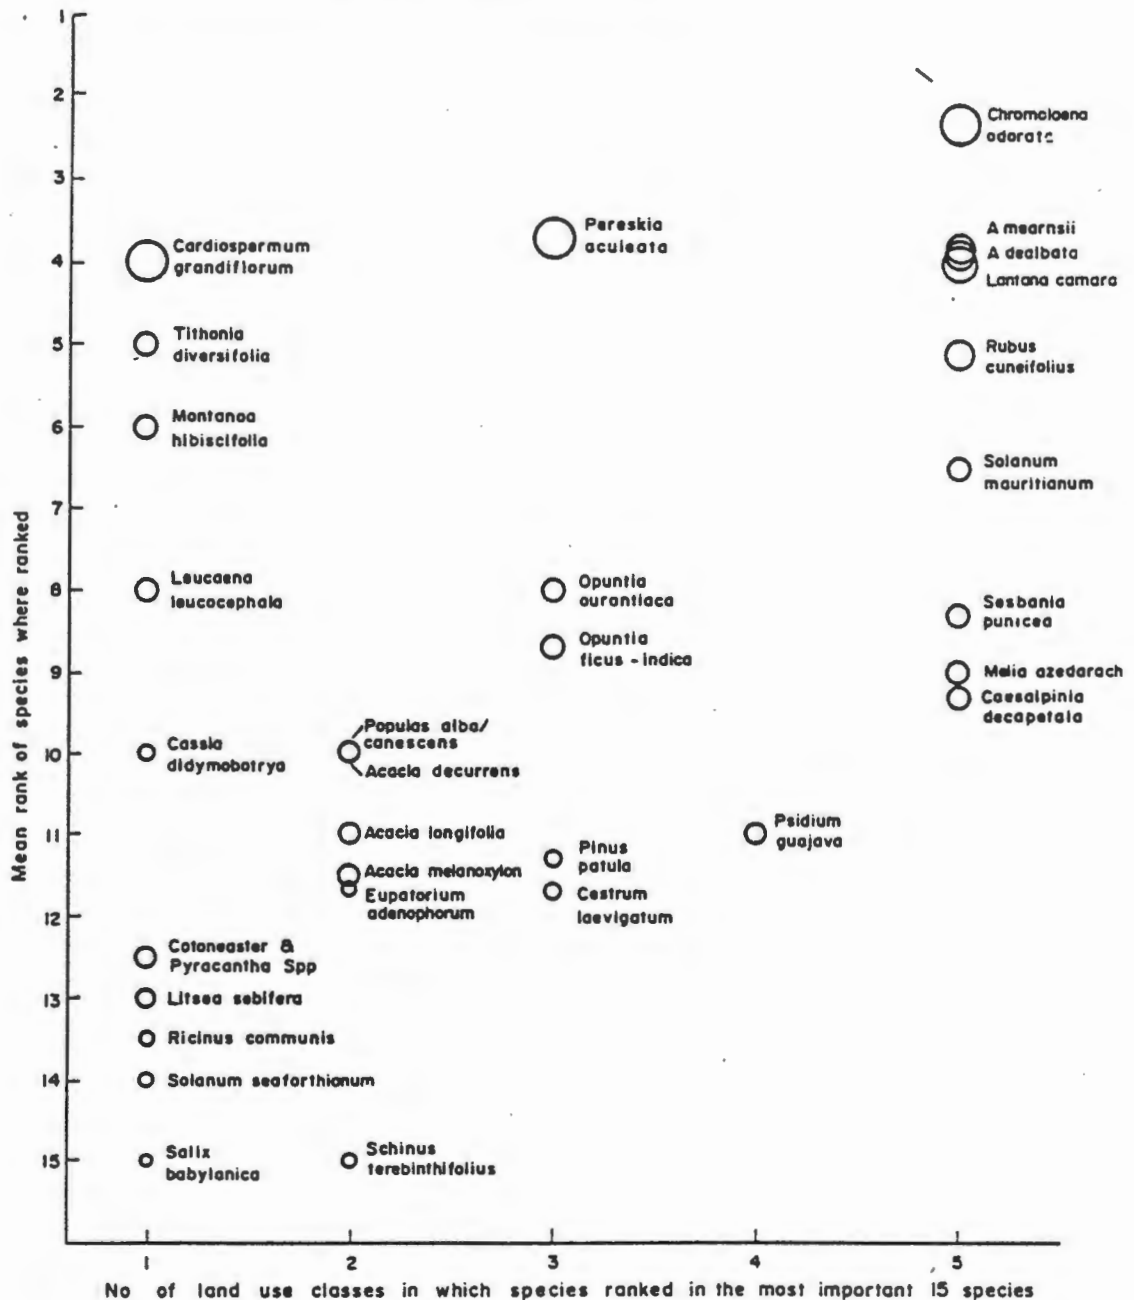 1
2
3
4
5
6
7
8
9
10
11
12
13
14
15
Mean rank of species where ranked
Chromolaena
odorata
Pereskia
aculeata
A mearnsii
A dealbata
Lantana camara
Cardiospermum
grandiflorum
Tithonia
diversifolia
Rubus
cuneifolius
Montanoa
hibiscifolia
Solanum
mauritianum
Leucaena
leucocephala
Opuntia
aurantiaca
Sesbania
punicea
Opuntia
ficus - indica
Melia azedarach
Caesalpinia
decapetala
Cassia
didymobotrya
Populas alba/
canescens
Acacia decurrens
Acacia longifolia
Psidium
guajava
Pinus
patula
Acacia melanoxylon
Eupatorium
adenophorum
Cestrum
laevigatum
Cotoneaster &
Pyracantha Spp
Litsea sebifera
Ricinus communis
Solanum seaforthianum
Salix
babylanica
Schinus
terebinthifolius
1 2 3 4 5
No of land use classes in which species ranked in the most important 15 species